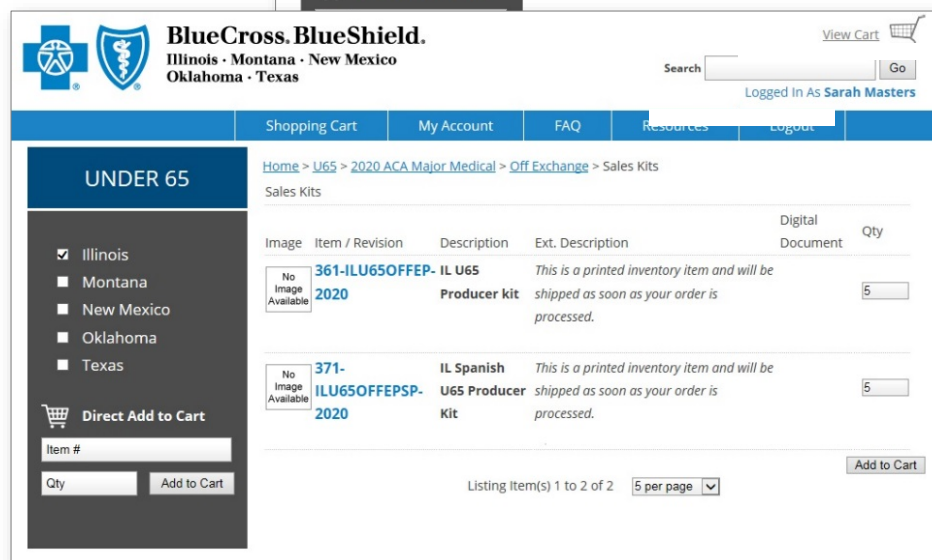 BlueCross. BlueShield.
Illinois · Montana · New Mexico
Oklahoma · Texas
View Cart
Search
Go
Logged In As Sarah Masters
Shopping Cart My Account FAQ Resources Logout
UNDER 65
Illinois
Montana
New Mexico
Oklahoma
Texas
Direct Add to Cart
Item #
Qty Add to Cart
Home > U65 > 2020 ACA Major Medical > Off Exchange > Sales Kits
Sales Kits
Digital
Image Item / Revision Description Ext. Description Document Qty
No
Image
Available
361-ILU65OFFEP-
2020
IL U65
Producer kit
This is a printed inventory item and will be
shipped as soon as your order is
processed.
5
No
Image
Available
371-
ILU65OFFEPSP-
2020
IL Spanish
U65 Producer
Kit
This is a printed inventory item and will be
shipped as soon as your order is
processed.
5
Add to Cart
Listing Item(s) 1 to 2 of 2 5 per page